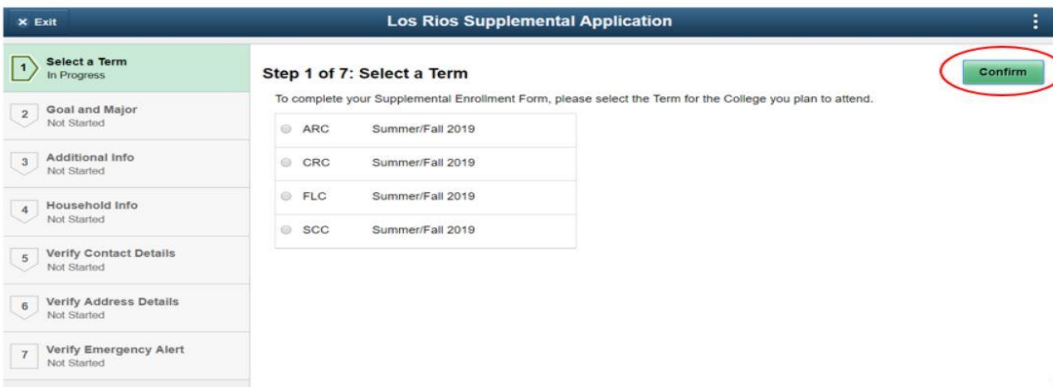 × Exit
Los Rios Supplemental Application
1
Select a Term
In Progress
2
Goal and Major
Not Started
3
Additional Info
Not Started
4
Household Info
Not Started
5
Verify Contact Details
Not Started
6
Verify Address Details
Not Started
7
Verify Emergency Alert
Not Started
Step 1 of 7: Select a Term
Confirm
To complete your Supplemental Enrollment Form, please select the Term for the College you plan to attend.
ARC Summer/Fall 2019
CRC Summer/Fall 2019
FLC Summer/Fall 2019
SCC Summer/Fall 2019